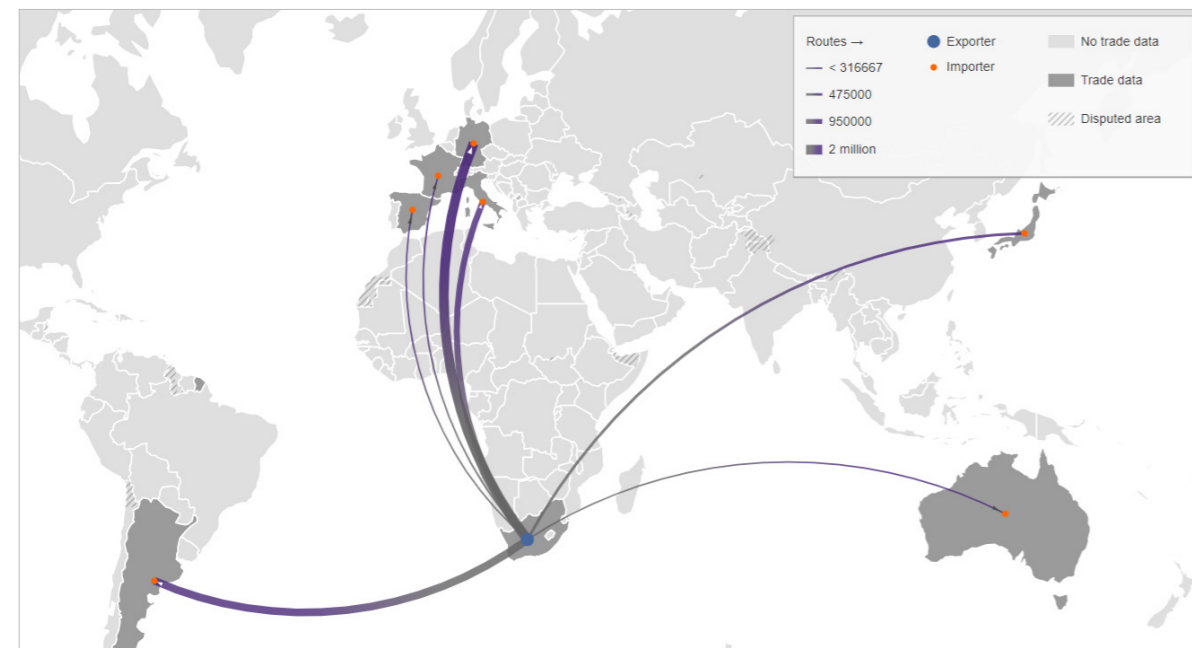 Routes →
< 316667
475000
950000
2 million
Exporter
Importer
No trade data
Trade data
Disputed area